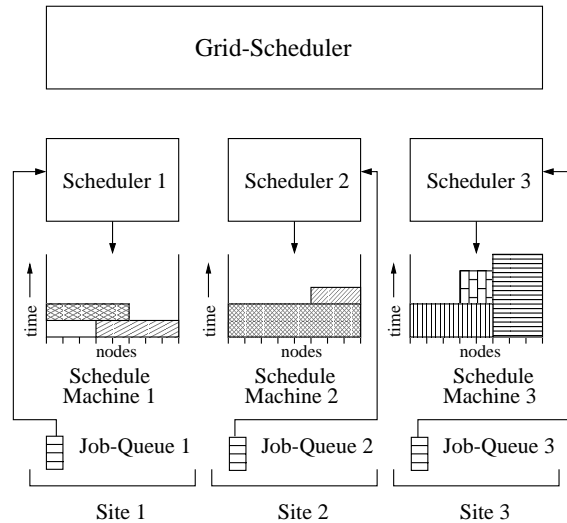 Grid-Scheduler
Scheduler 1
Scheduler 2
Scheduler 3
time
nodes
time
nodes
time
nodes
Schedule
Machine 1
Schedule
Machine 2
Schedule
Machine 3
Job-Queue 1
Job-Queue 2
Job-Queue 3
Site 1
Site 2
Site 3